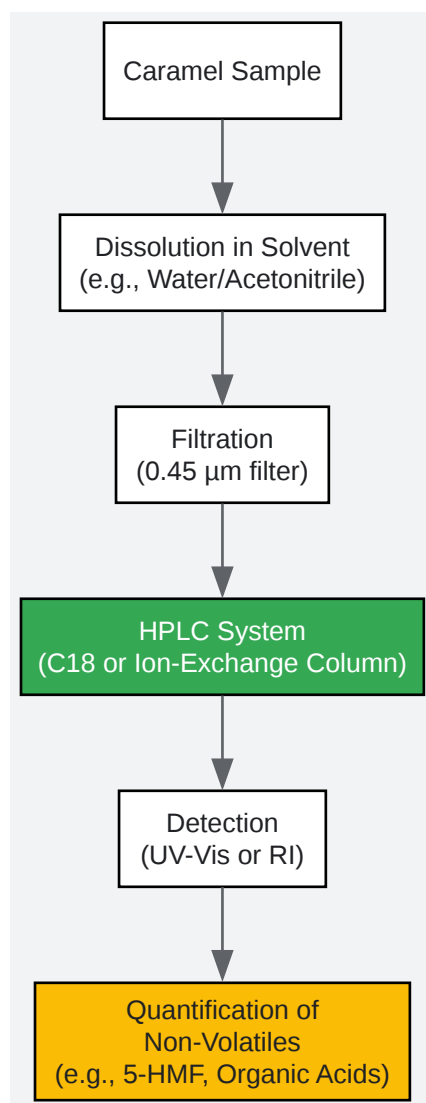 Caramel Sample
Dissolution in Solvent
(e.g., Water/Acetonitrile)
Filtration
(0.45 µm filter)
HPLC System
(C18 or Ion-Exchange Column)
Detection
(UV-Vis or RI)
Quantification of
Non-Volatiles
(e.g., 5-HMF, Organic Acids)